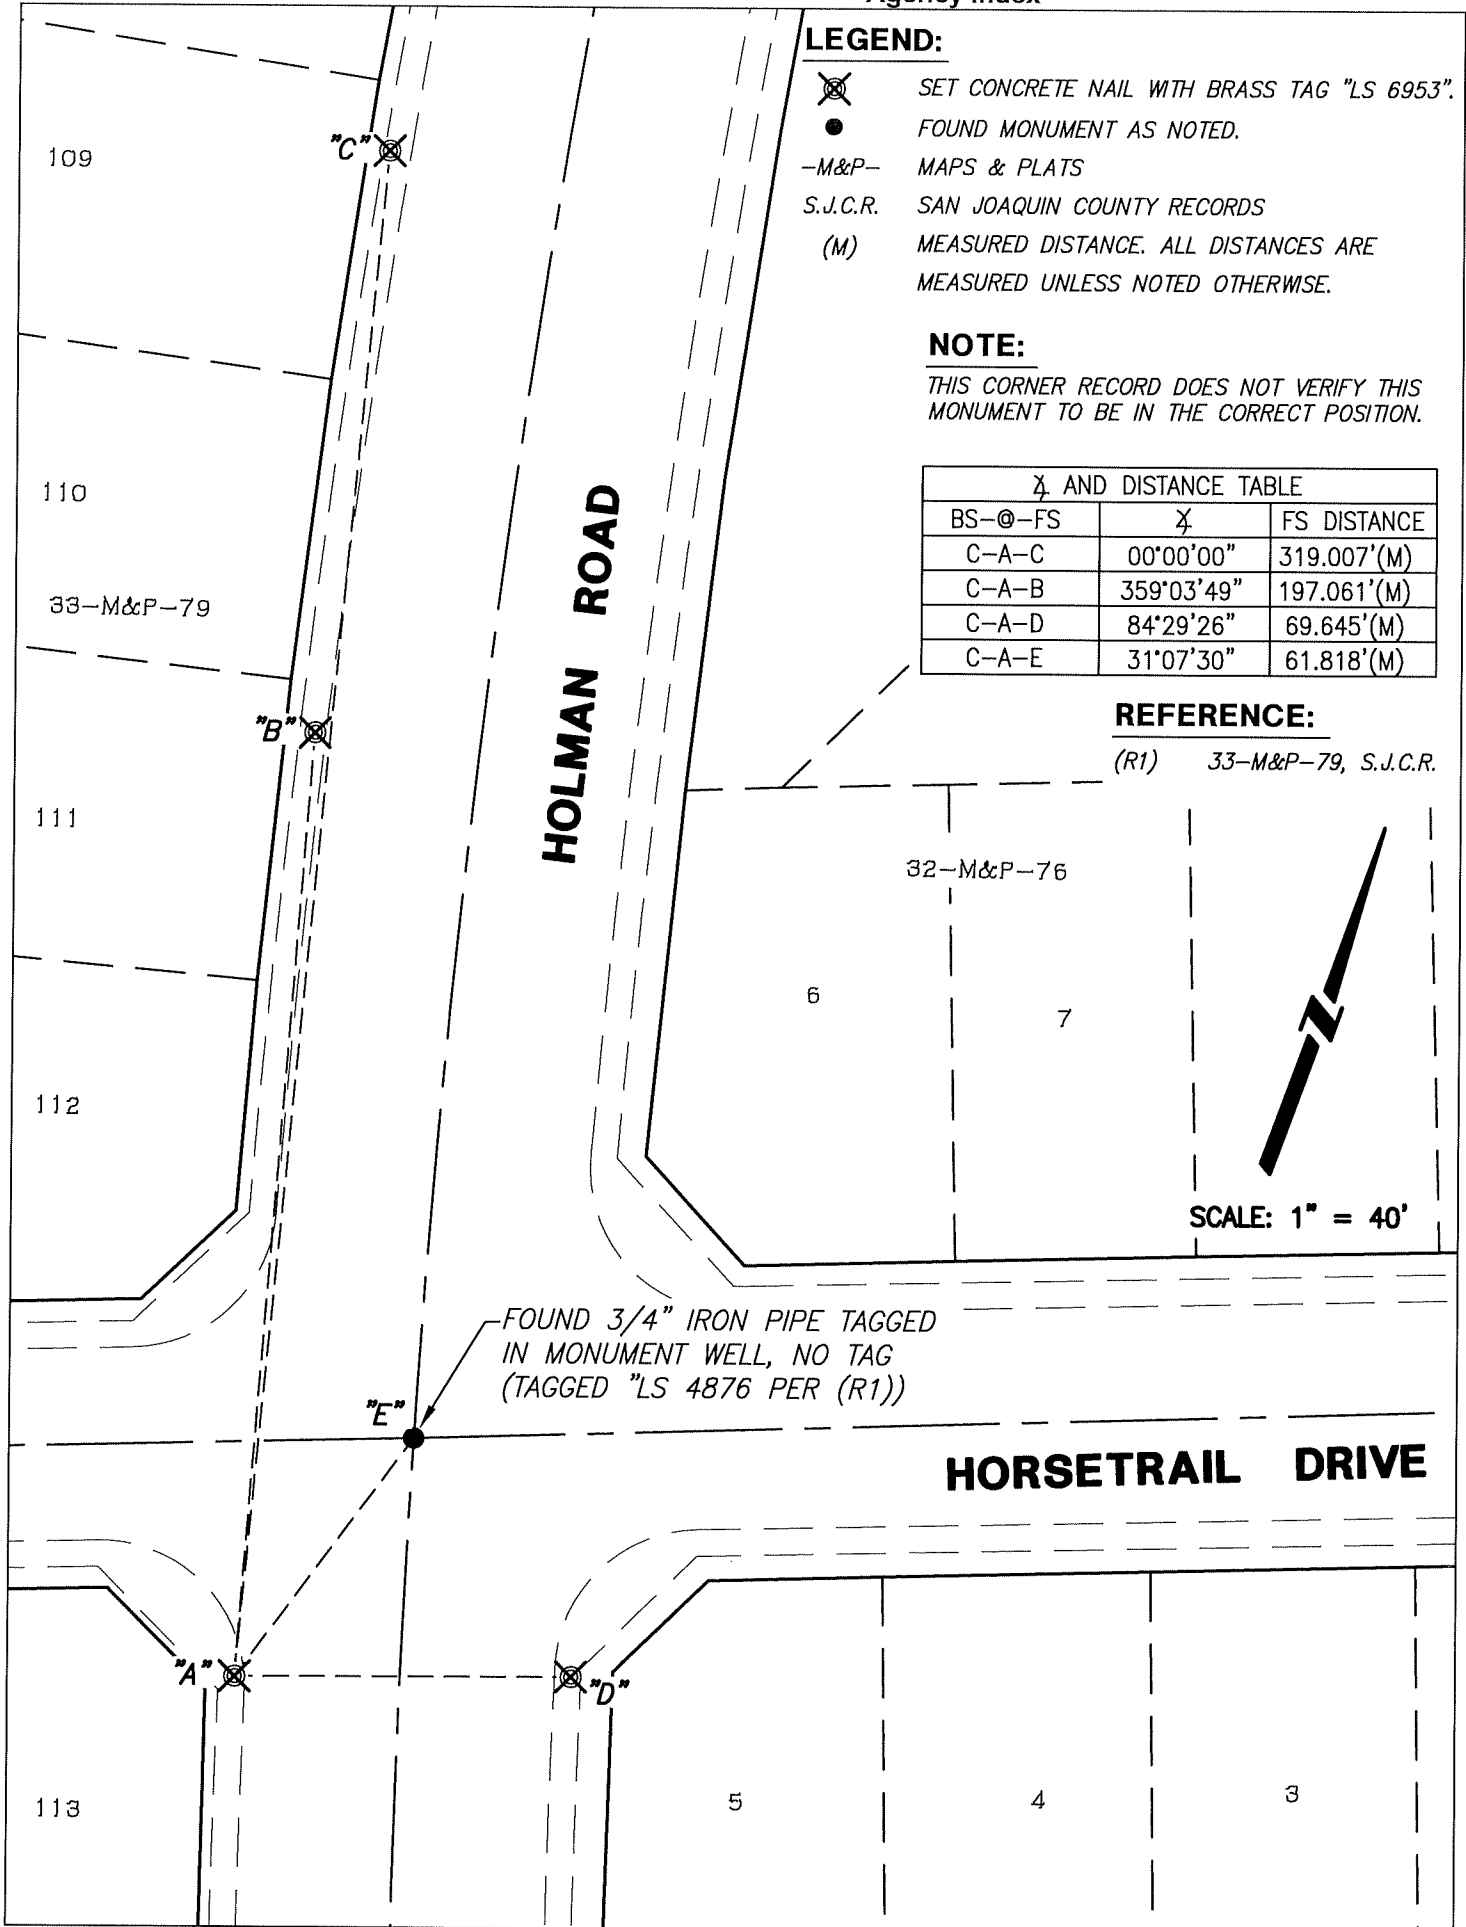 Agency Index
LEGEND:
SET CONCRETE NAIL WITH BRASS TAG "LS 6953".
FOUND MONUMENT AS NOTED.
-M&P- MAPS & PLATS
S.J.C.R. SAN JOAQUIN COUNTY RECORDS
(M) MEASURED DISTANCE. ALL DISTANCES ARE
MEASURED UNLESS NOTED OTHERWISE.
NOTE:
THIS CORNER RECORD DOES NOT VERIFY THIS
MONUMENT TO BE IN THE CORRECT POSITION.
AND DISTANCE TABLE
BS-@-FS FS DISTANCE
C-A-C 00°00'00" 319.007'(M)
C-A-B 359°03'49" 197.061'(M)
C-A-D 84°29'26" 69.645'(M)
C-A-E 31°07'30" 61.818'(M)
REFERENCE:
(R1) 33-M&P-79, S.J.C.R.
"C"
109
110
33-M&P-79
"B"
111
112
HOLMAN ROAD
32-M&P-76
6
7
N
SCALE: 1" = 40'
FOUND 3/4" IRON PIPE TAGGED
IN MONUMENT WELL, NO TAG
(TAGGED "LS 4876 PER (R1))
"E"
HORSETRAIL DRIVE
"A"
"D"
113
5
4
3